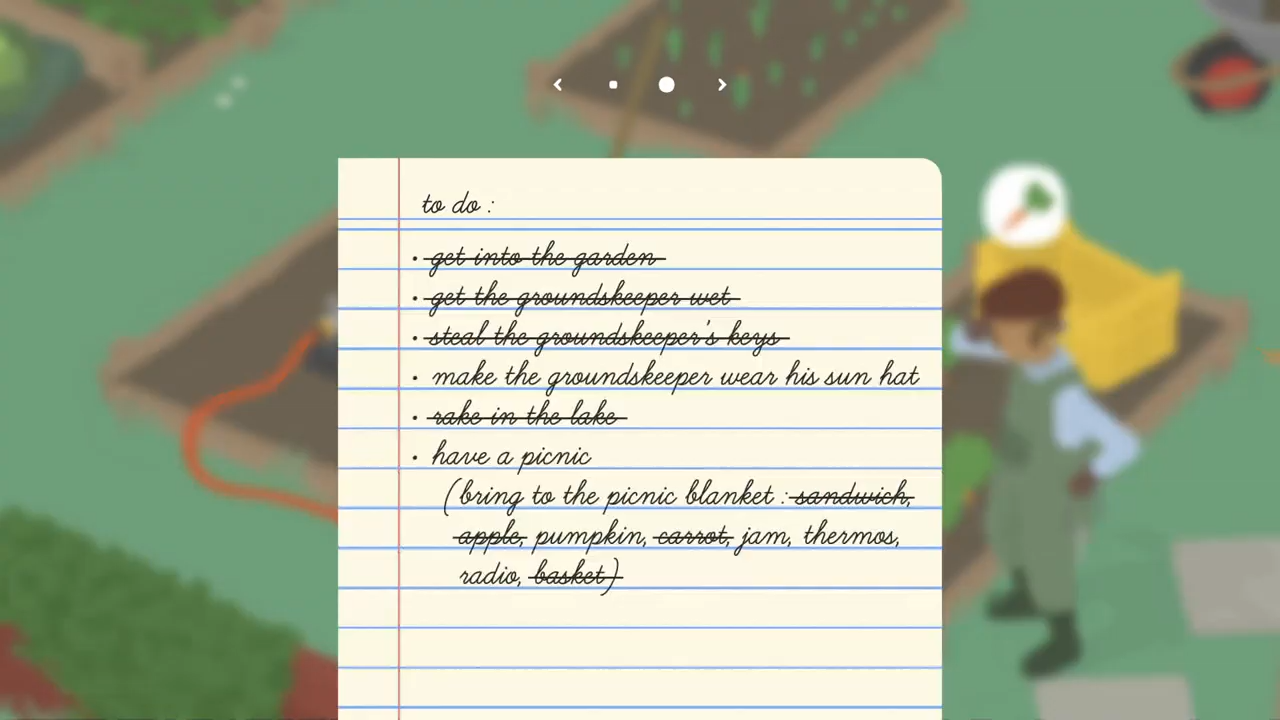 to do :
• get into the garden
• get the groundskeeper wet
• steal the groundskeeper's keys
• make the groundskeeper wear his sun hat
• rake in the lake
• have a picnic
(bring to the picnic blanket : sandwich,
apple, pumpkin, carrot, jam, thermos,
radio, basket)